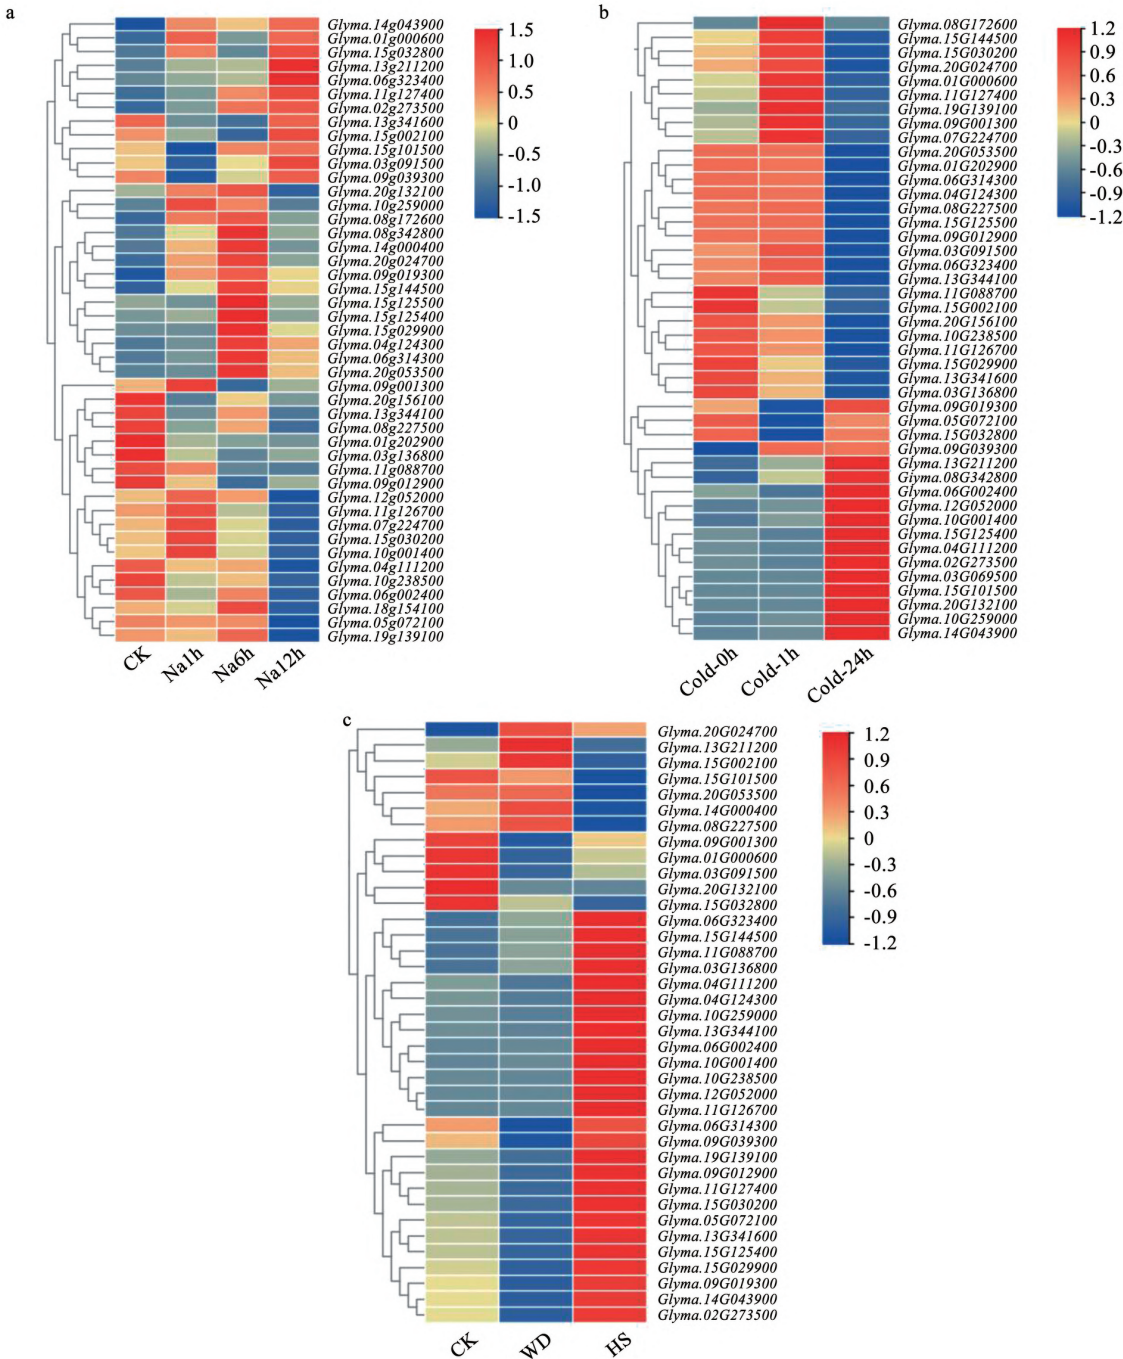 a
Glyma.14g043900
Glyma.01g000600
Glyma.15g032800
Glyma.13g211200
Glyma.06g323400
Glyma.11g127400
Glyma.02g273500
Glyma.13g341600
Glyma.15g002100
Glyma.15g101500
Glyma.03g091500
Glyma.09g039300
Glyma.20g132100
Glyma.10g259000
Glyma.08g172600
Glyma.08g342800
Glyma.14g000400
Glyma.20g024700
Glyma.09g019300
Glyma.15g144500
Glyma.15g125500
Glyma.15g125400
Glyma.15g029900
Glyma.04g124300
Glyma.06g314300
Glyma.20g053500
Glyma.09g001300
Glyma.20g156100
Glyma.13g344100
Glyma.08g227500
Glyma.01g202900
Glyma.03g136800
Glyma.11g088700
Glyma.09g012900
Glyma.12g052000
Glyma.11g126700
Glyma.07g224700
Glyma.15g030200
Glyma.10g001400
Glyma.04g111200
Glyma.10g238500
Glyma.06g002400
Glyma.18g154100
Glyma.05g072100
Glyma.19g139100
CK
Na1h
Na6h
Na12h
1.5
1.0
0.5
0
-0.5
-1.0
-1.5
b
Glyma.08G172600
Glyma.15G144500
Glyma.15G030200
Glyma.20G024700
Glyma.01G000600
Glyma.11G127400
Glyma.19G139100
Glyma.09G001300
Glyma.07G224700
Glyma.20G053500
Glyma.01G202900
Glyma.06G314300
Glyma.04G124300
Glyma.08G227500
Glyma.15G125500
Glyma.09G012900
Glyma.03G091500
Glyma.06G323400
Glyma.13G344100
Glyma.11G088700
Glyma.15G002100
Glyma.20G156100
Glyma.10G238500
Glyma.11G126700
Glyma.15G029900
Glyma.13G341600
Glyma.03G136800
Glyma.09G019300
Glyma.05G072100
Glyma.15G032800
Glyma.09G039300
Glyma.13G211200
Glyma.08G342800
Glyma.06G002400
Glyma.12G052000
Glyma.10G001400
Glyma.15G125400
Glyma.04G111200
Glyma.02G273500
Glyma.03G069500
Glyma.15G101500
Glyma.20G132100
Glyma.10G259000
Glyma.14G043900
Cold-0h
Cold-1h
Cold-24h
1.2
0.9
0.6
0.3
0
-0.3
-0.6
-0.9
-1.2
c
Glyma.20G024700
Glyma.13G211200
Glyma.15G002100
Glyma.15G101500
Glyma.20G053500
Glyma.14G000400
Glyma.08G227500
Glyma.09G001300
Glyma.01G000600
Glyma.03G091500
Glyma.20G132100
Glyma.15G032800
Glyma.06G323400
Glyma.15G144500
Glyma.11G088700
Glyma.03G136800
Glyma.04G111200
Glyma.04G124300
Glyma.10G259000
Glyma.13G344100
Glyma.06G002400
Glyma.10G001400
Glyma.10G238500
Glyma.12G052000
Glyma.11G126700
Glyma.06G314300
Glyma.09G039300
Glyma.19G139100
Glyma.09G012900
Glyma.11G127400
Glyma.15G030200
Glyma.05G072100
Glyma.13G341600
Glyma.15G125400
Glyma.15G029900
Glyma.09G019300
Glyma.14G043900
Glyma.02G273500
CK
WD
HS
1.2
0.9
0.6
0.3
0
-0.3
-0.6
-0.9
-1.2